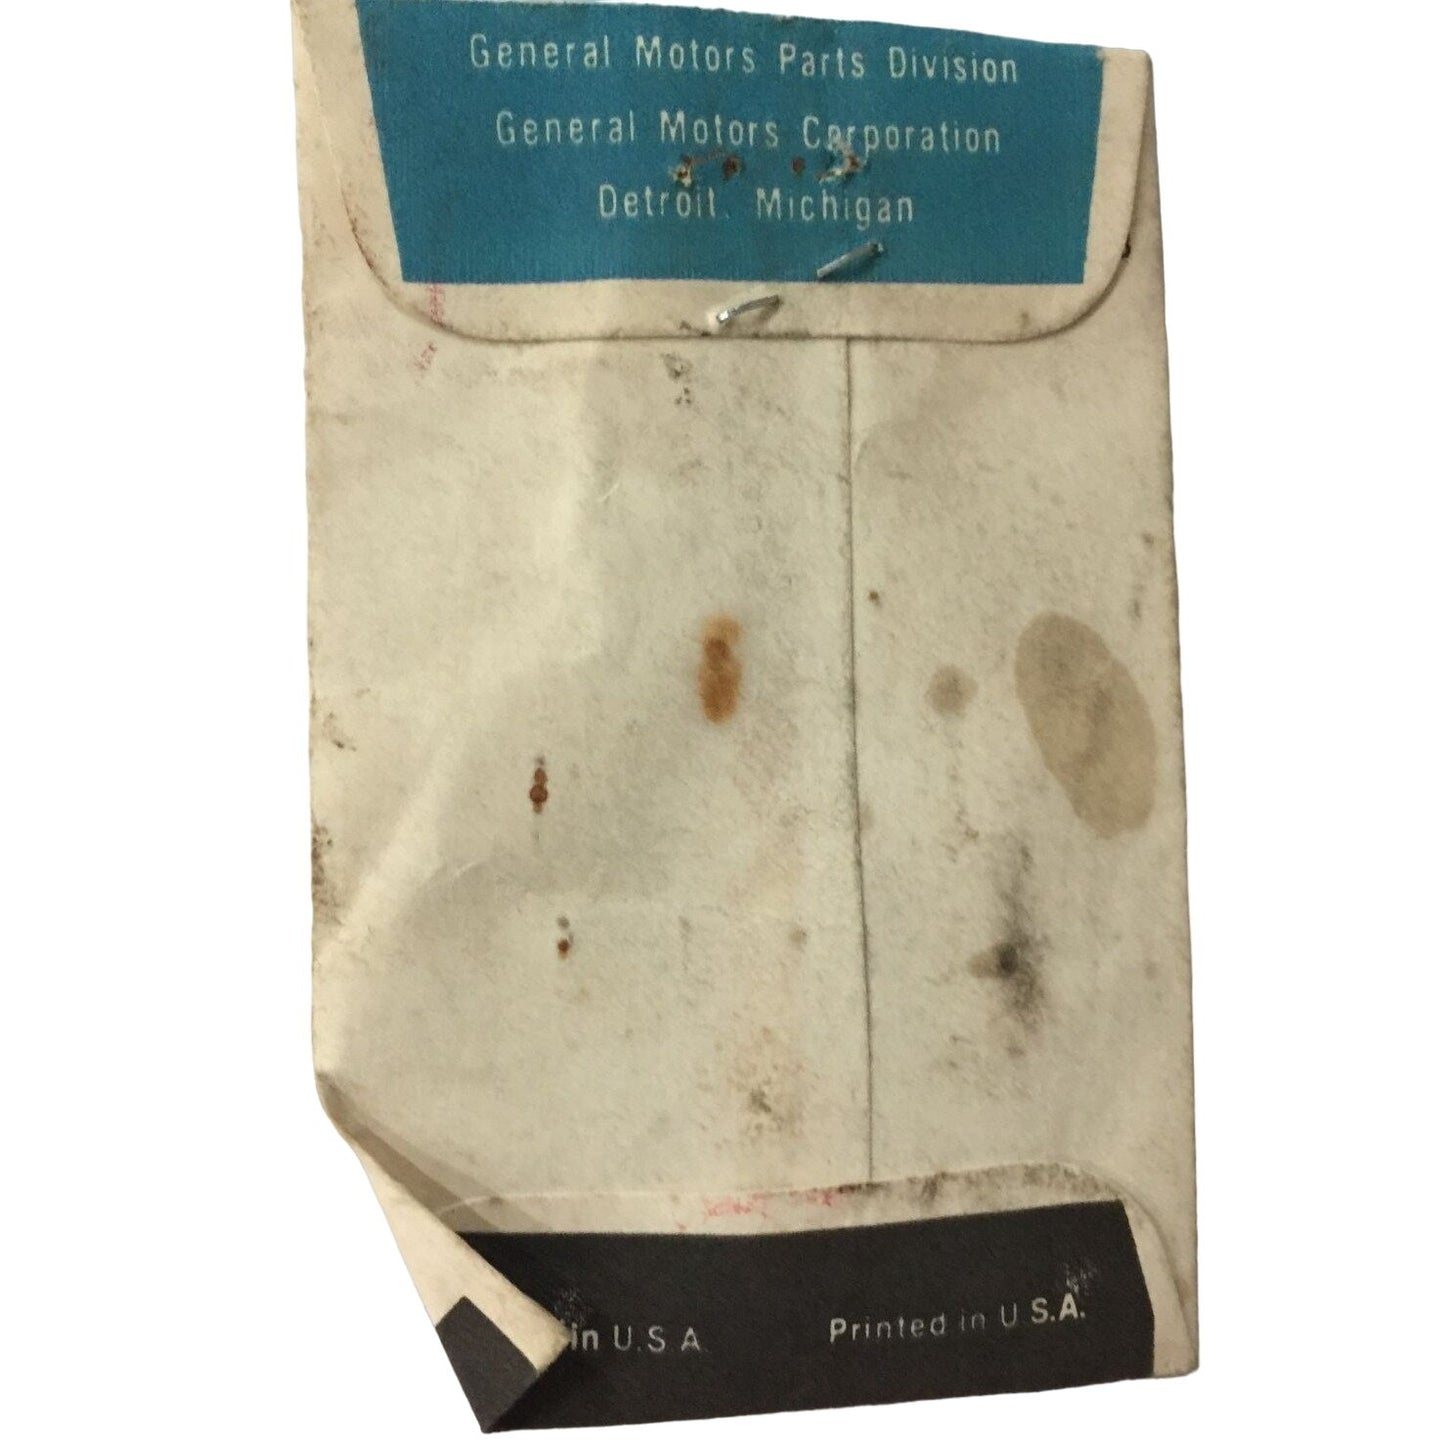 General Motors Parts Division
General Motors Corporation
Detroit, Michigan
in U.S.A.
Printed in U.S.A.